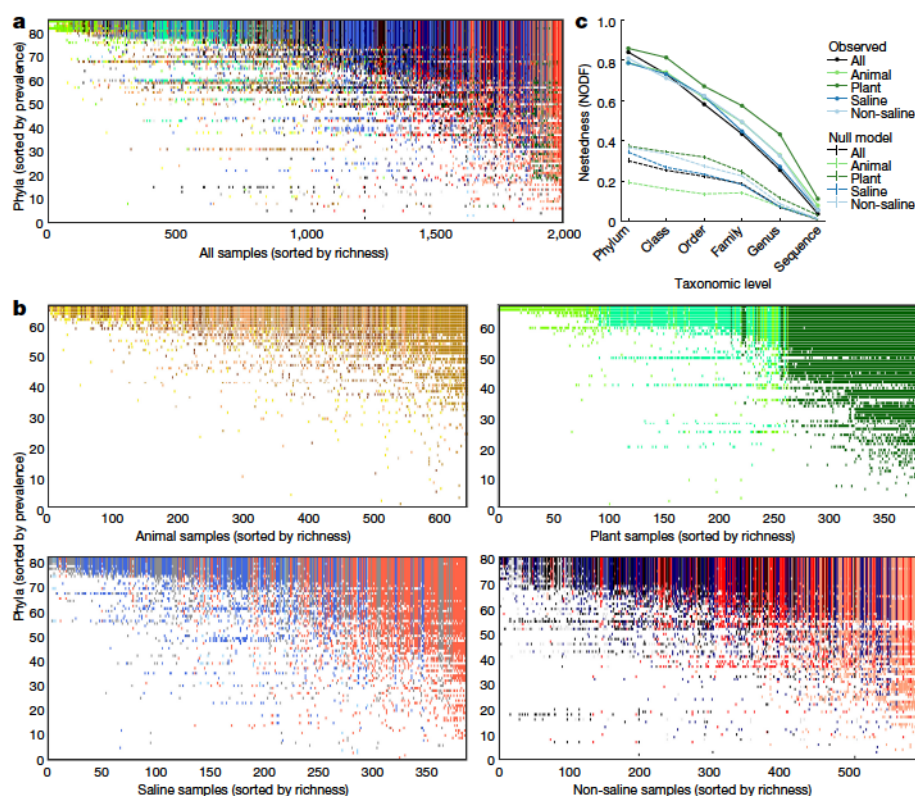 a
Phyla (sorted by prevalence)
80
70
60
50
40
30
20
10
0
500
1,000
1,500
2,000
All samples (sorted by richness)
c
Nestedness (NODF)
1.0
0.8
0.6
0.4
0.2
0
Phylum
Class
Order
Family
Genus
Sequence
Taxonomic level
Observed
All
Animal
Plant
Saline
Non-saline
Null model
All
Animal
Plant
Saline
Non-saline
b
Phyla (sorted by prevalence)
60
50
40
30
20
10
0
0
100
200
300
400
500
600
Animal samples (sorted by richness)
60
50
40
30
20
10
0
0
50
100
150
200
250
300
350
Plant samples (sorted by richness)
80
70
60
50
40
30
20
10
0
0
50
100
150
200
250
300
350
Saline samples (sorted by richness)
80
70
60
50
40
30
20
10
0
0
100
200
300
400
500
Non-saline samples (sorted by richness)